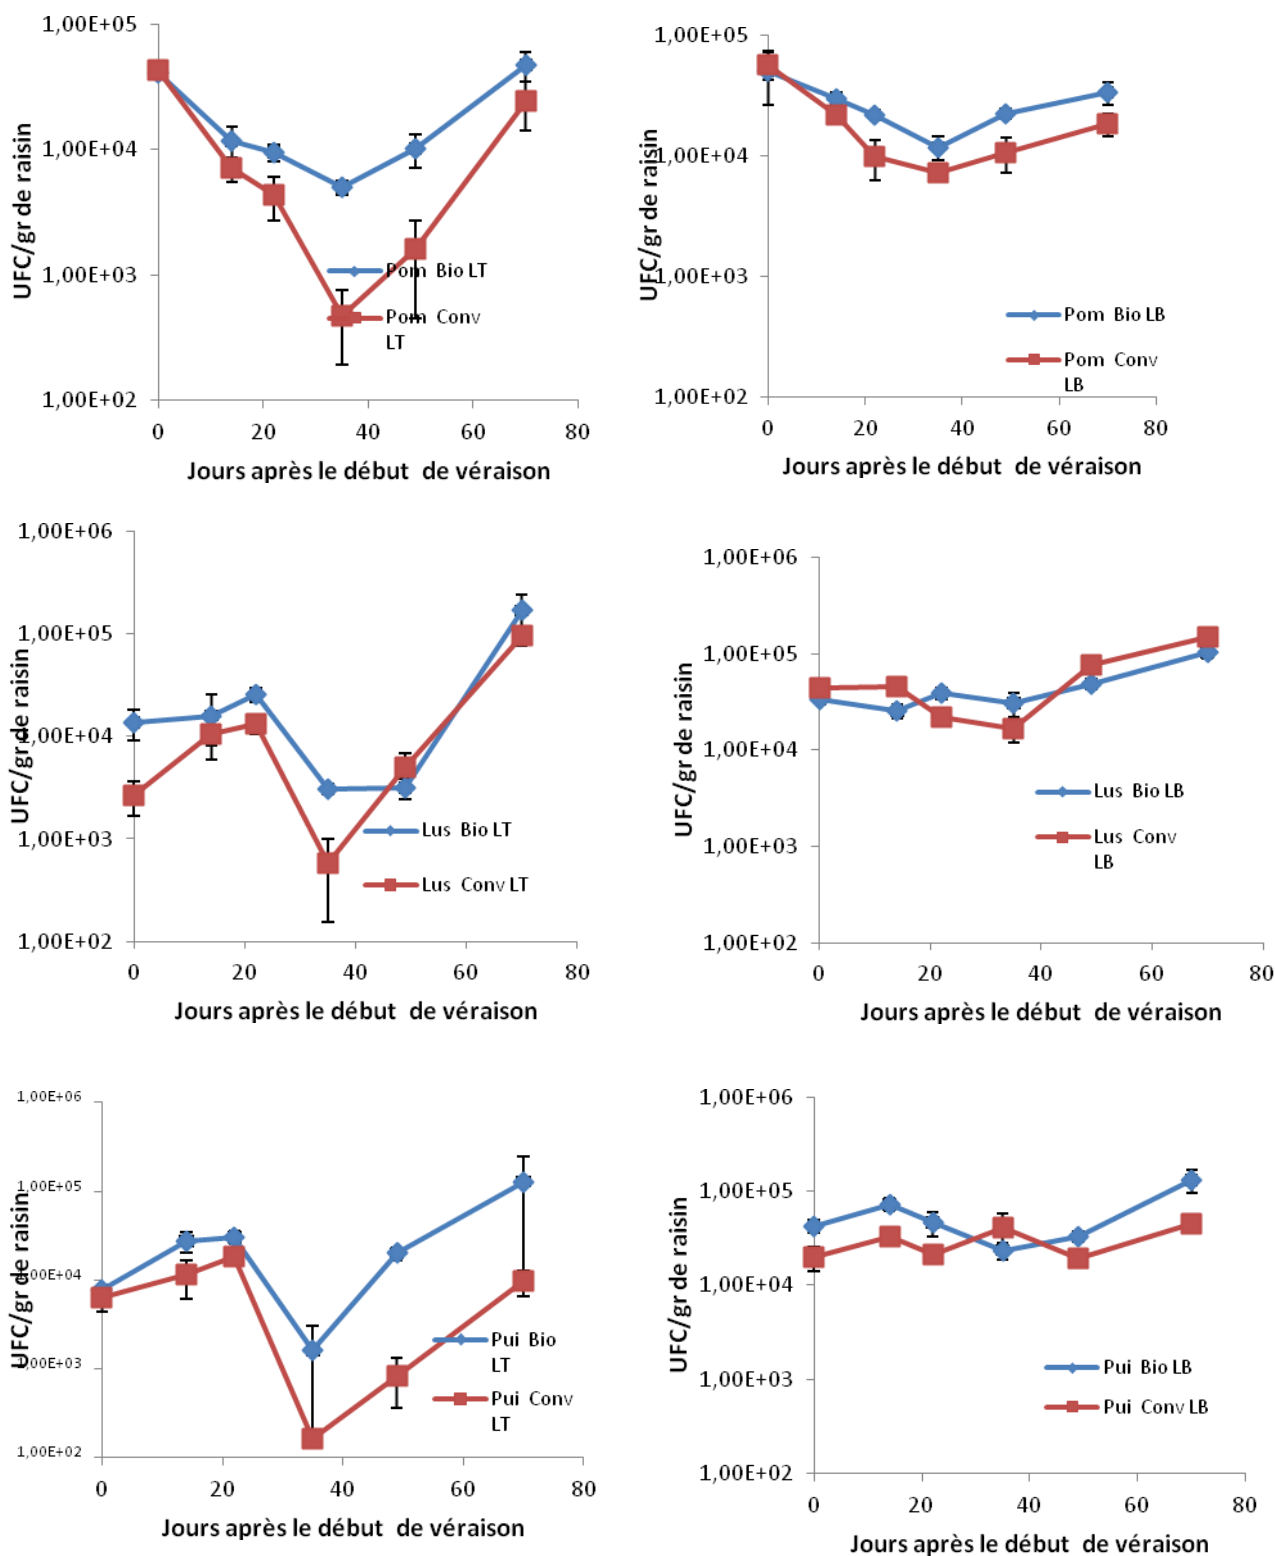 1,00E+05
1,00E+04
1,00E+03
1,00E+02
UFC/gr de raisin
Pom Bio LT
Pom Conv
LT
0 20 40 60 80
Jours après le début de véraison
1,00E+05
1,00E+04
1,00E+03
1,00E+02
UFC/gr de raisin
Pom Bio LB
Pom Conv
LB
0 20 40 60 80
Jours après le début de véraison
1,00E+06
1,00E+05
1,00E+04
1,00E+03
1,00E+02
UFC/gr de raisin
Lus Bio LT
Lus Conv LT
0 20 40 60 80
Jours après le début de véraison
1,00E+06
1,00E+05
1,00E+04
1,00E+03
1,00E+02
UFC/gr de raisin
Lus Bio LB
Lus Conv
LB
0 20 40 60 80
Jours après le début de véraison
1,00E+06
1,00E+05
1,00E+04
1,00E+03
1,00E+02
UFC/gr de raisin
Pui Bio
LT
Pui Conv
LT
0 20 40 60 80
Jours après le début de véraison
1,00E+06
1,00E+05
1,00E+04
1,00E+03
1,00E+02
UFC/gr de raisin
Pui Bio LB
Pui Conv LB
0 20 40 60 80
Jours après le début de véraison